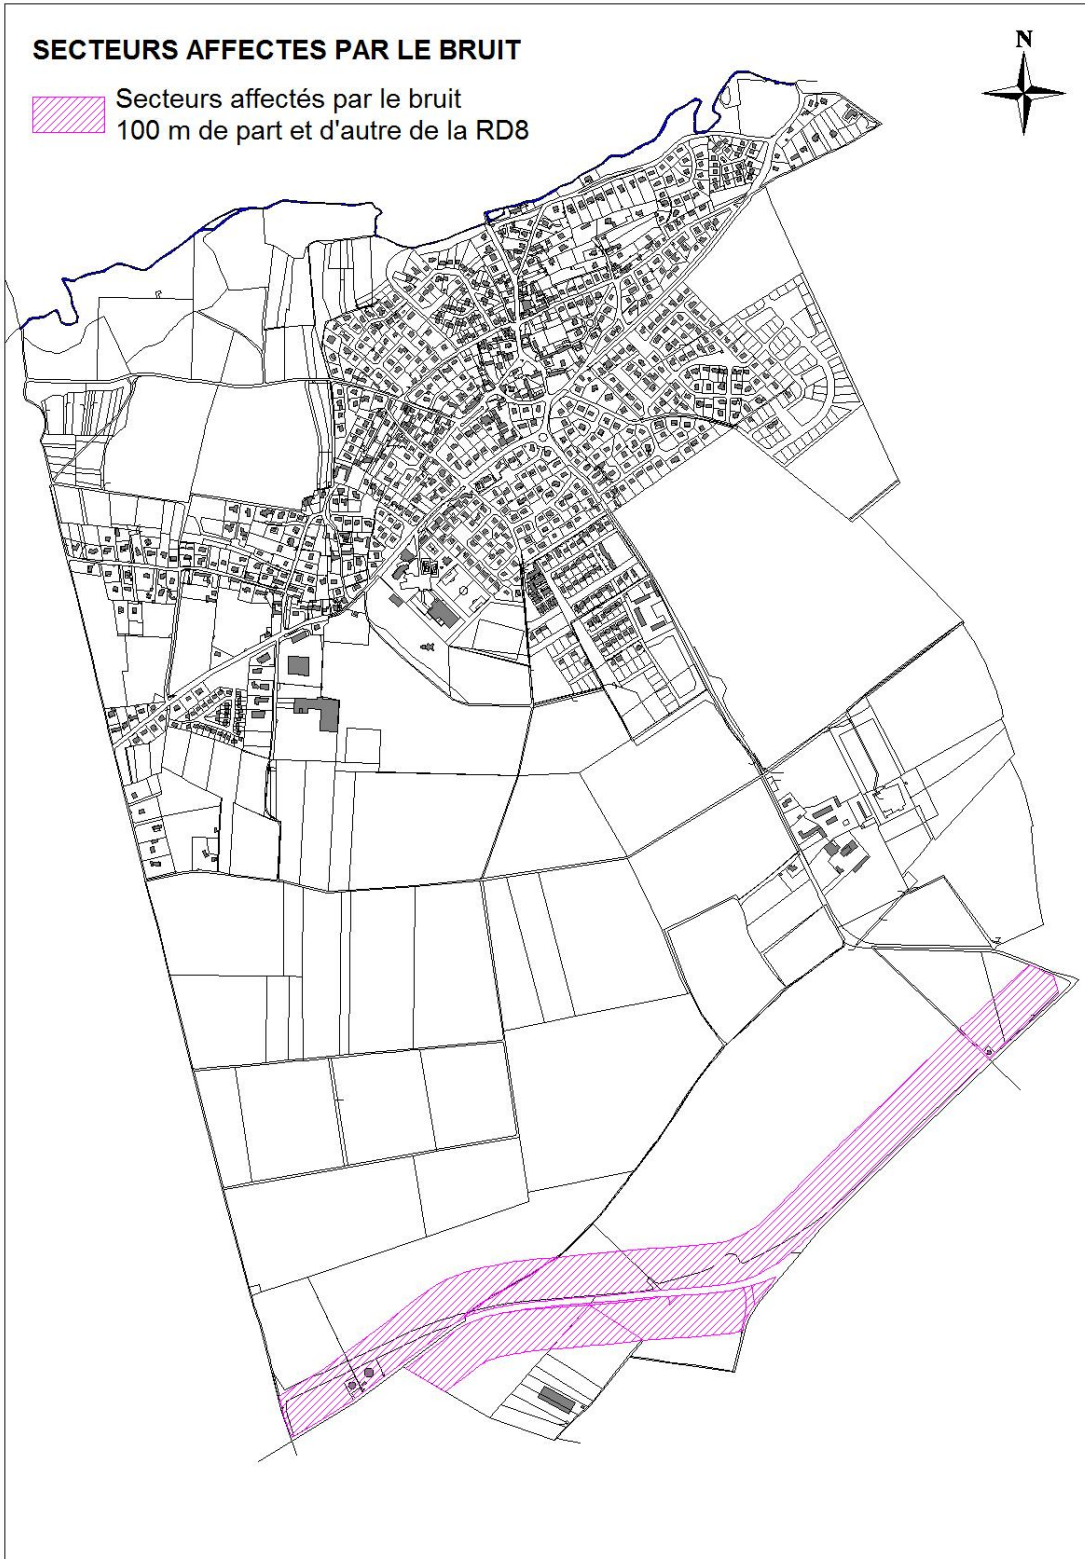 SECTEURS AFFECTES PAR LE BRUIT
N
Secteurs affectés par le bruit
100 m de part et d'autre de la RD8